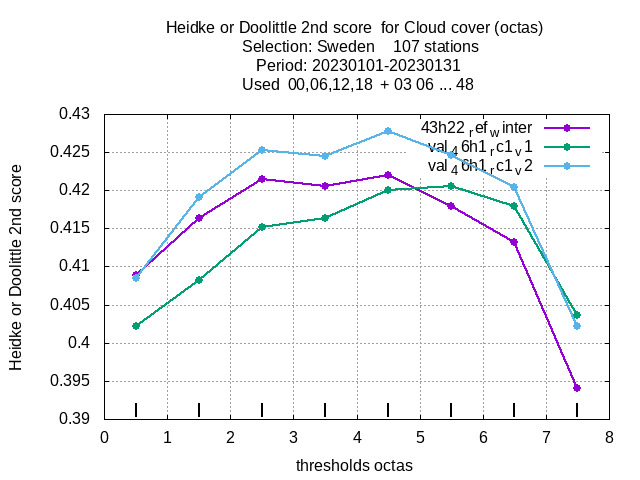 Heidke or Doolittle 2nd score  for Cloud cover (octas)
Selection: Sweden    107 stations
Period: 20230101-20230131
Used  00,06,12,18  + 03 06 ... 48
43h22_ref_winter
val_46h1_rc1_v1
val_46h1_rc1_v2
Heidke or Doolittle 2nd score
0.43
0.425
0.42
0.415
0.41
0.405
0.4
0.395
0.39
0 1 2 3 4 5 6 7 8
thresholds octas